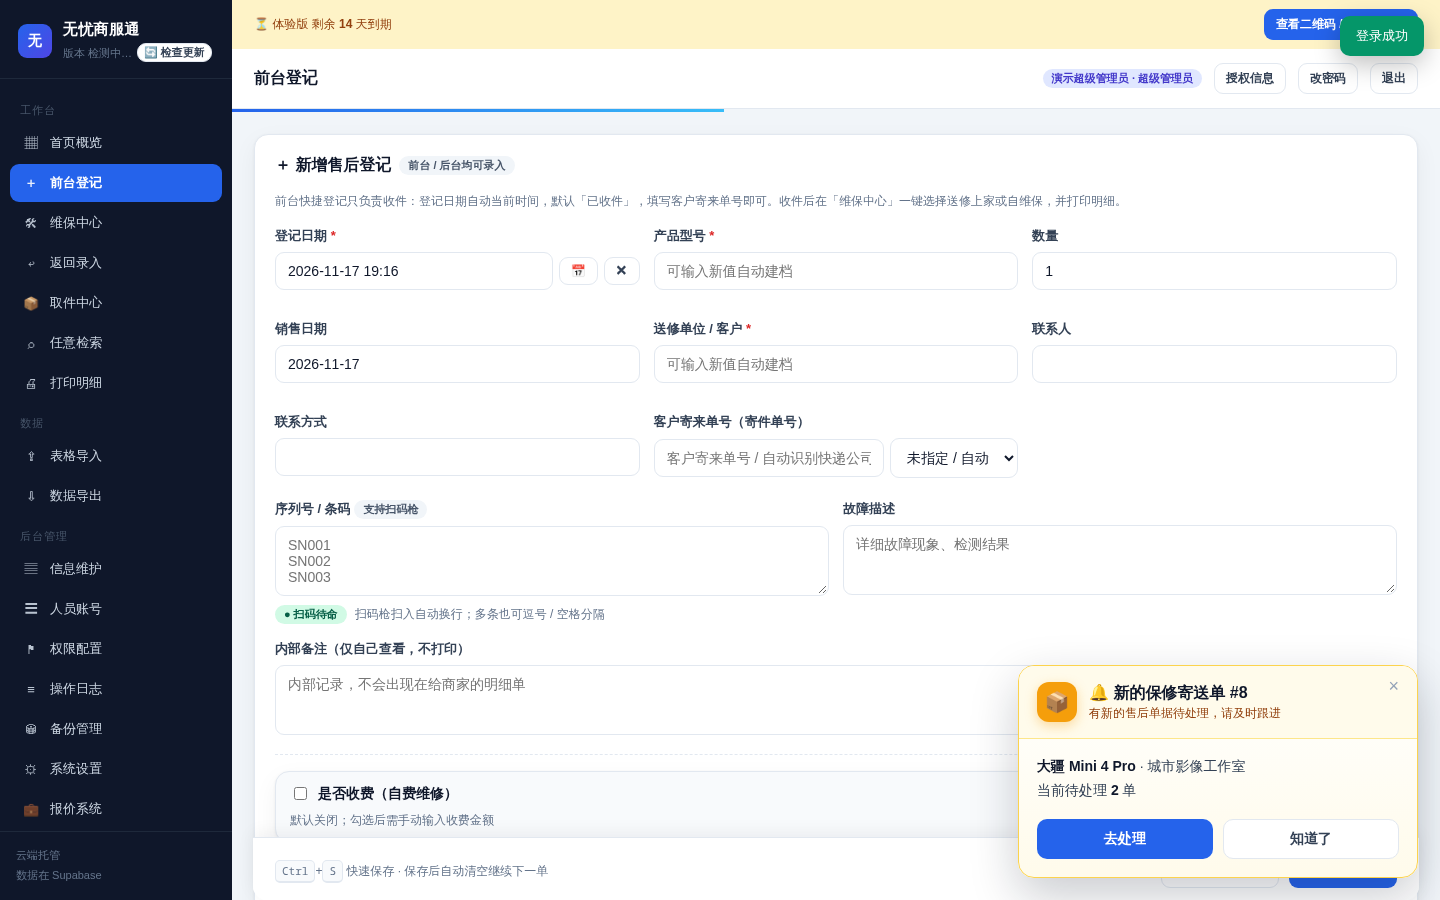 无
无忧商服通
版本 检测中...
🔄 检查更新
工作台
首页概览
前台登记
维保中心
返回录入
取件中心
任意检索
打印明细
数据
表格导入
数据导出
后台管理
信息维护
人员账号
权限配置
操作日志
备份管理
系统设置
报价系统
云端托管
数据在 Supabase
⏳ 体验版 剩余 14 天到期
查看二维码 /
登录成功
前台登记
演示超级管理员 · 超级管理员
授权信息
改密码
退出
＋ 新增售后登记 前台 / 后台均可录入
前台快捷登记只负责收件：登记日期自动当前时间，默认「已收件」，填写客户寄来单号即可。收件后在「维保中心」一键选择送修上家或自维保，并打印明细。
登记日期 *
产品型号 *
数量
2026-11-17 19:16
可输入新值自动建档
1
销售日期
送修单位 / 客户 *
联系人
2026-11-17
可输入新值自动建档
联系方式
客户寄来单号（寄件单号）
客户寄来单号 / 自动识别快递公司
未指定 / 自动
序列号 / 条码 支持扫码枪
故障描述
SN001
SN002
SN003
详细故障现象、检测结果
● 扫码待命 扫码枪扫入自动换行；多条也可逗号 / 空格分隔
内部备注（仅自己查看，不打印）
内部记录，不会出现在给商家的明细单
是否收费（自费维修）
默认关闭；勾选后需手动输入收费金额
Ctrl+S 快速保存 · 保存后自动清空继续下一单
🔔 新的保修寄送单 #8
×
有新的售后单据待处理，请及时跟进
大疆 Mini 4 Pro · 城市影像工作室
当前待处理 2 单
去处理
知道了